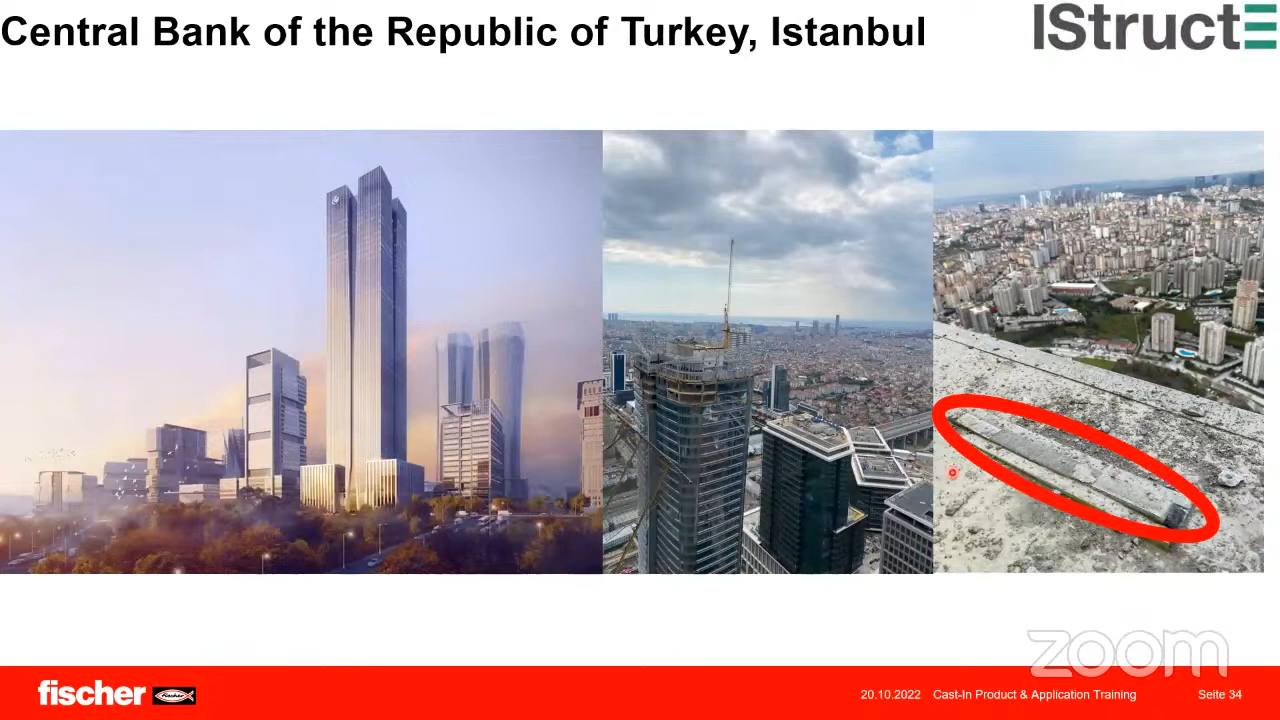 Central Bank of the Republic of Turkey, Istanbul
IStructE
zoom
fischer
fischer
20.10.2022 Cast-In Product & Application Training Seite 34